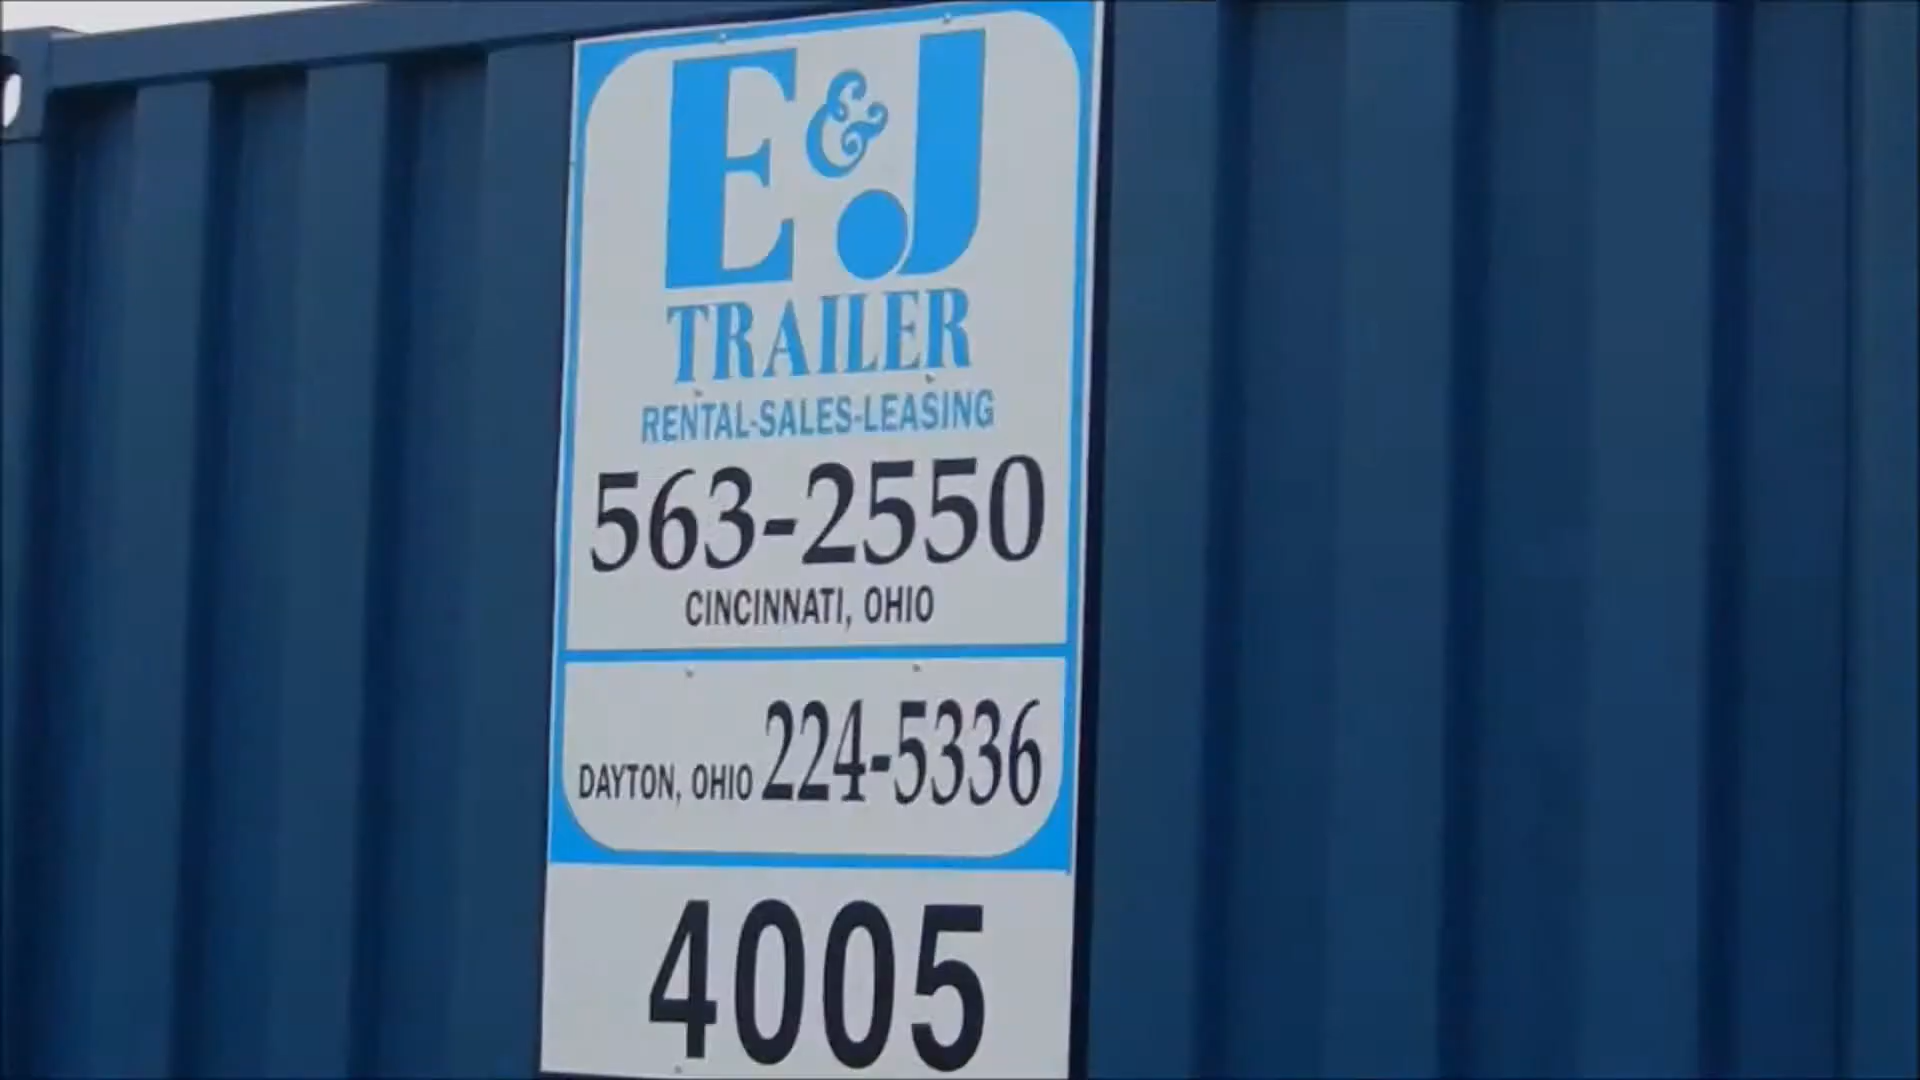 E&J
TRAILER
RENTAL-SALES-LEASING
563-2550
CINCINNATI, OHIO
DAYTON, OHIO 224-5336
4005